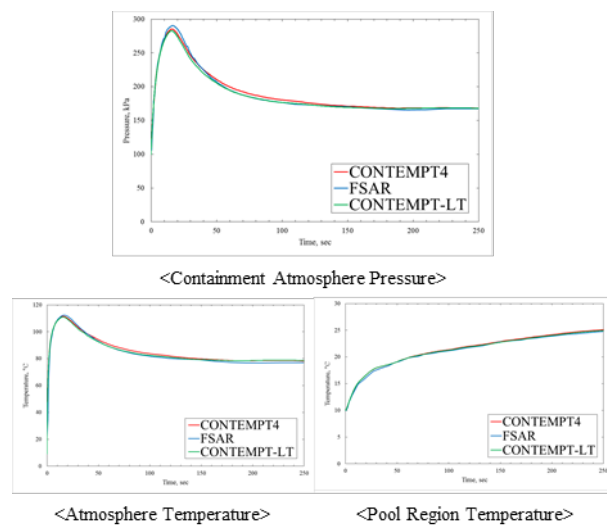 300
250
200
150
100
50
0
Pressure, kPa
CONTEMPT4
FSAR
CONTEMPT-LT
0 50 100 150 200 250
Time, sec
<Containment Atmosphere Pressure>
120
100
80
60
40
20
0
Temperature, °C
CONTEMPT4
FSAR
CONTEMPT-LT
0 50 100 150 200 250
Time, sec
<Atmosphere Temperature>
30
25
20
15
10
5
0
Temperature, °C
CONTEMPT4
FSAR
CONTEMPT-LT
0 50 100 150 200 250
Time, sec
<Pool Region Temperature>